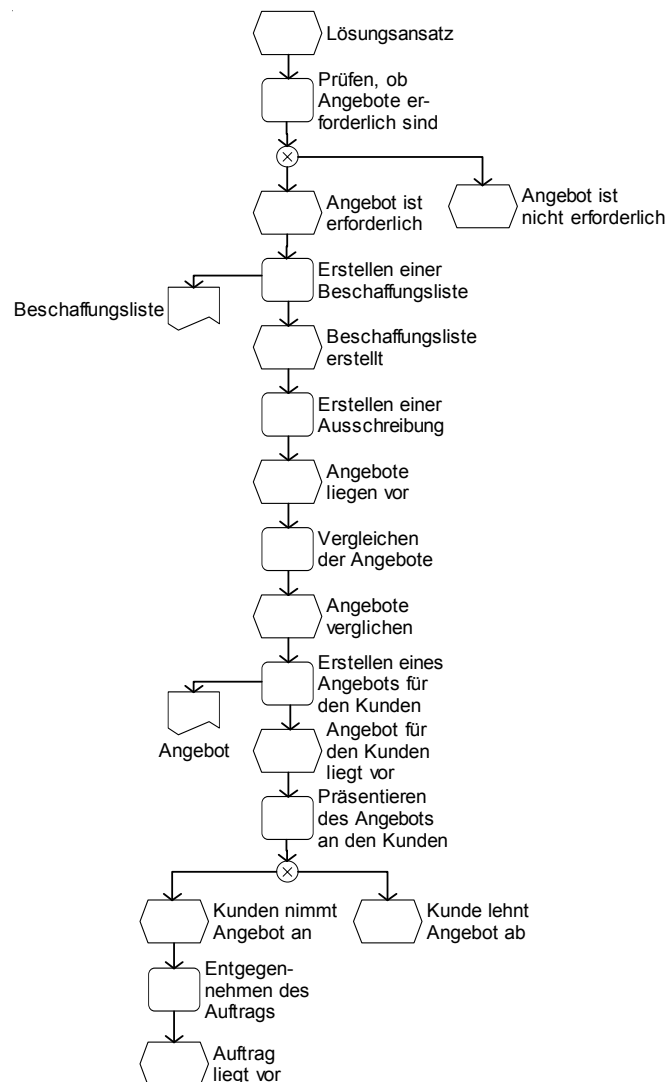 Lösungsansatz
Prüfen, ob
Angebote er-
forderlich sind
Angebot ist
erforderlich
Angebot ist
nicht erforderlich
Erstellen einer
Beschaffungsliste
Beschaffungsliste
Beschaffungsliste
erstellt
Erstellen einer
Ausschreibung
Angebote
liegen vor
Vergleichen
der Angebote
Angebote
verglichen
Erstellen eines
Angebots für
den Kunden
Angebot
Angebot für
den Kunden
liegt vor
Präsentieren
des Angebots
an den Kunden
Kunden nimmt
Angebot an
Kunde lehnt
Angebot ab
Entgegen-
nehmen des
Auftrags
Auftrag
liegt vor